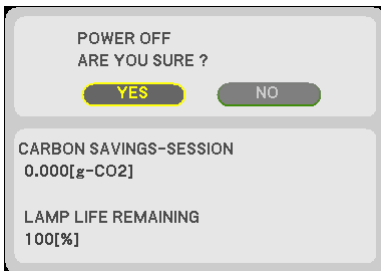 POWER OFF
ARE YOU SURE ?
YES NO
CARBON SAVINGS-SESSION
0.000[g-CO2]
LAMP LIFE REMAINING
100[%]